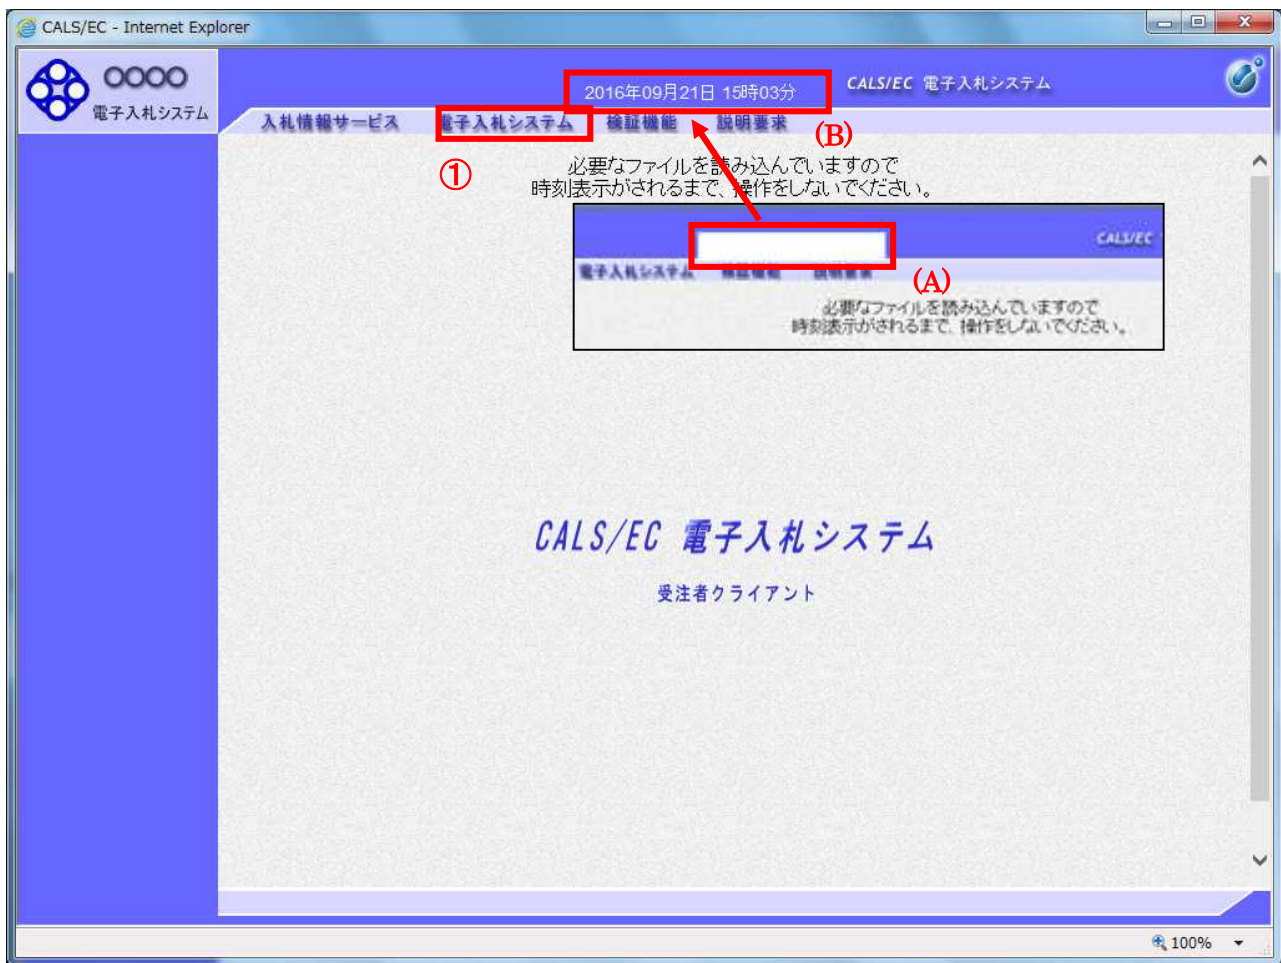 CALS/EC - Internet Explorer
〇〇〇〇
電子入札システム
2016年09月21日 15時03分
CALS/EC 電子入札システム
入札情報サービス 電子入札システム 検証機能 説明要求
(B)
①
必要なファイルを読み込んでいますので
時刻表示がされるまで、操作をしないでください。
CALS/EC
電子入札システム 検証機能 説明要求
(A)
必要なファイルを読み込んでいますので
時刻表示がされるまで、操作をしないでください。
CALS/EC 電子入札システム
受注者クライアント
100%